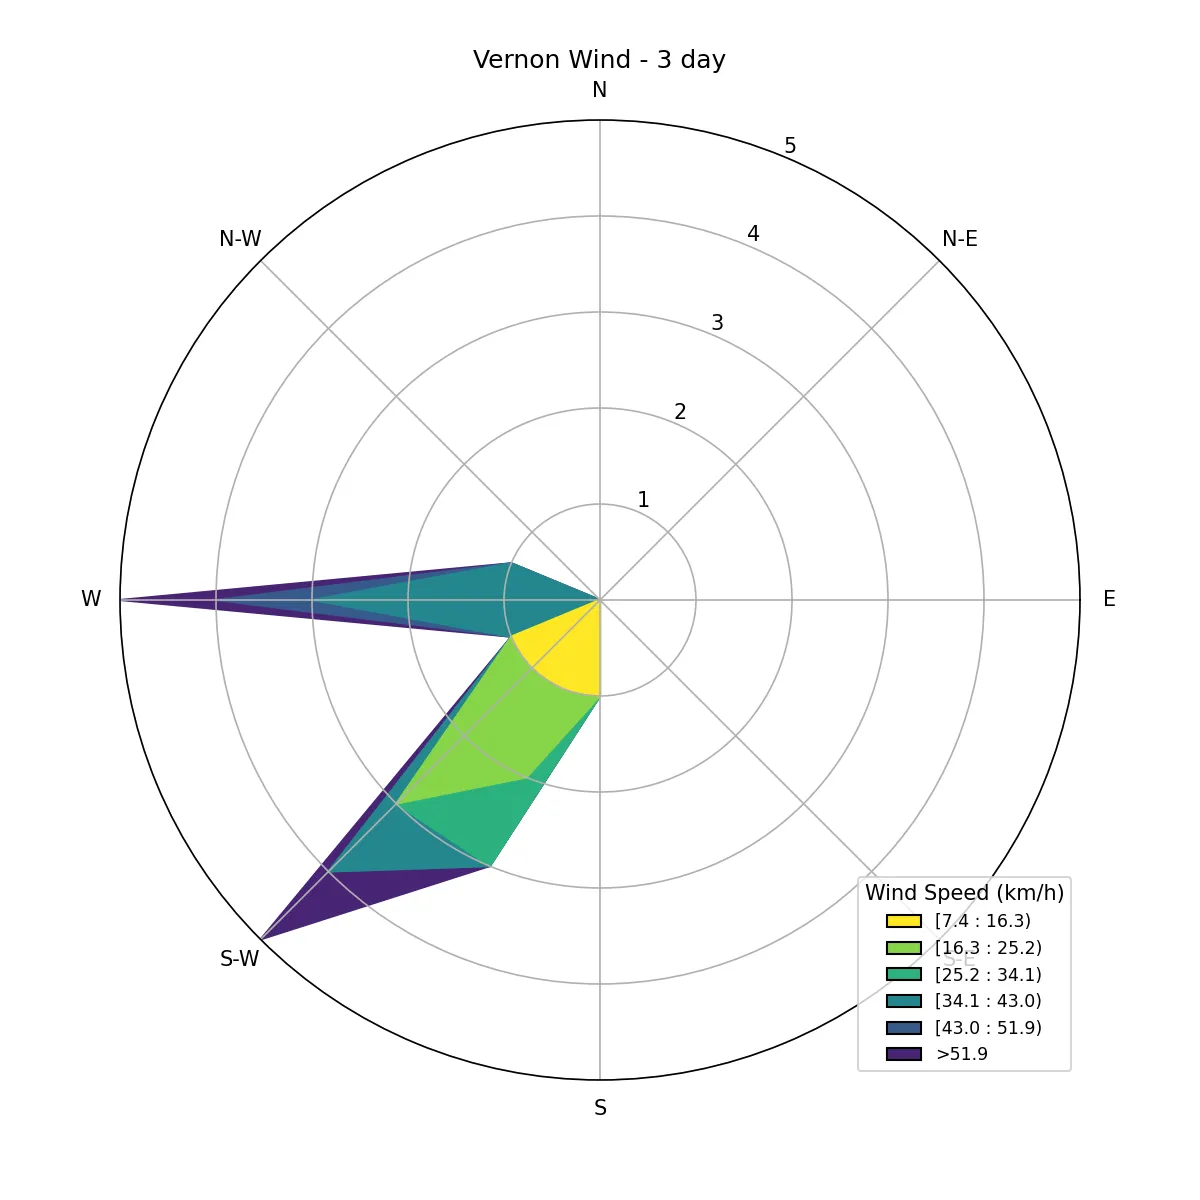 Vernon Wind - 3 day
N
5
N-W
N-E
4
3
2
1
W
E
S-W
S-E
S
Wind Speed (km/h)
[7.4 : 16.3)
[16.3 : 25.2)
[25.2 : 34.1)
[34.1 : 43.0)
[43.0 : 51.9)
>51.9